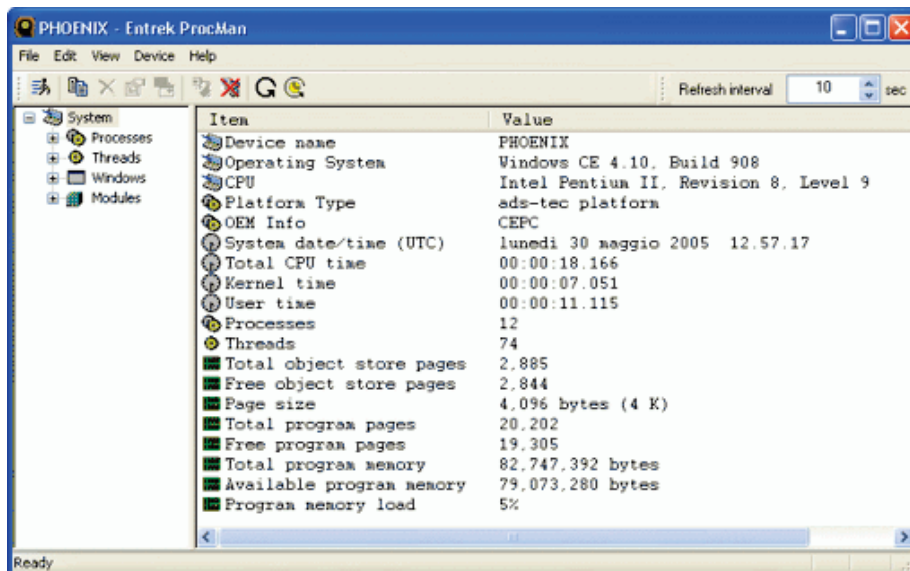 PHOENIX - Entrek ProcMan
File Edit View Device Help
Refresh interval 10 sec
System
Processes
Threads
Windows
Modules
Item Value
Device name PHOENIX
Operating System Windows CE 4.10, Build 908
CPU Intel Pentium II, Revision 8, Level 9
Platform Type ads-tec platform
OEM Info CEPC
System date/time (UTC) lunedì 30 maggio 2005 12.57.17
Total CPU time 00:00:18.166
Kernel time 00:00:07.051
User time 00:00:11.115
Processes 12
Threads 74
Total object store pages 2,885
Free object store pages 2,844
Page size 4,096 bytes (4 K)
Total program pages 20,202
Free program pages 19,305
Total program memory 82,747,392 bytes
Available program memory 79,073,280 bytes
Program memory load 5%
Ready